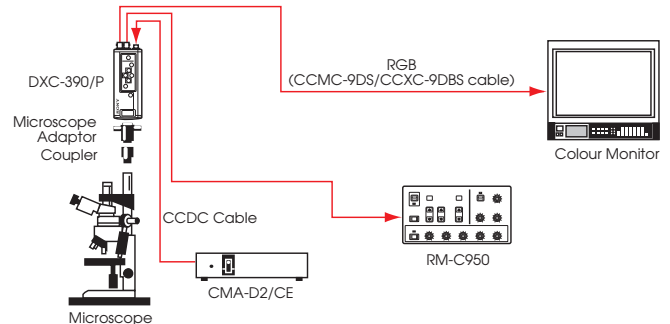 RGB
(CCMC-9DS/CCXC-9DBS cable)
DXC-390/P
Microscope
Adaptor
Coupler
Colour Monitor
CCDC Cable
RM-C950
CMA-D2/CE
Microscope